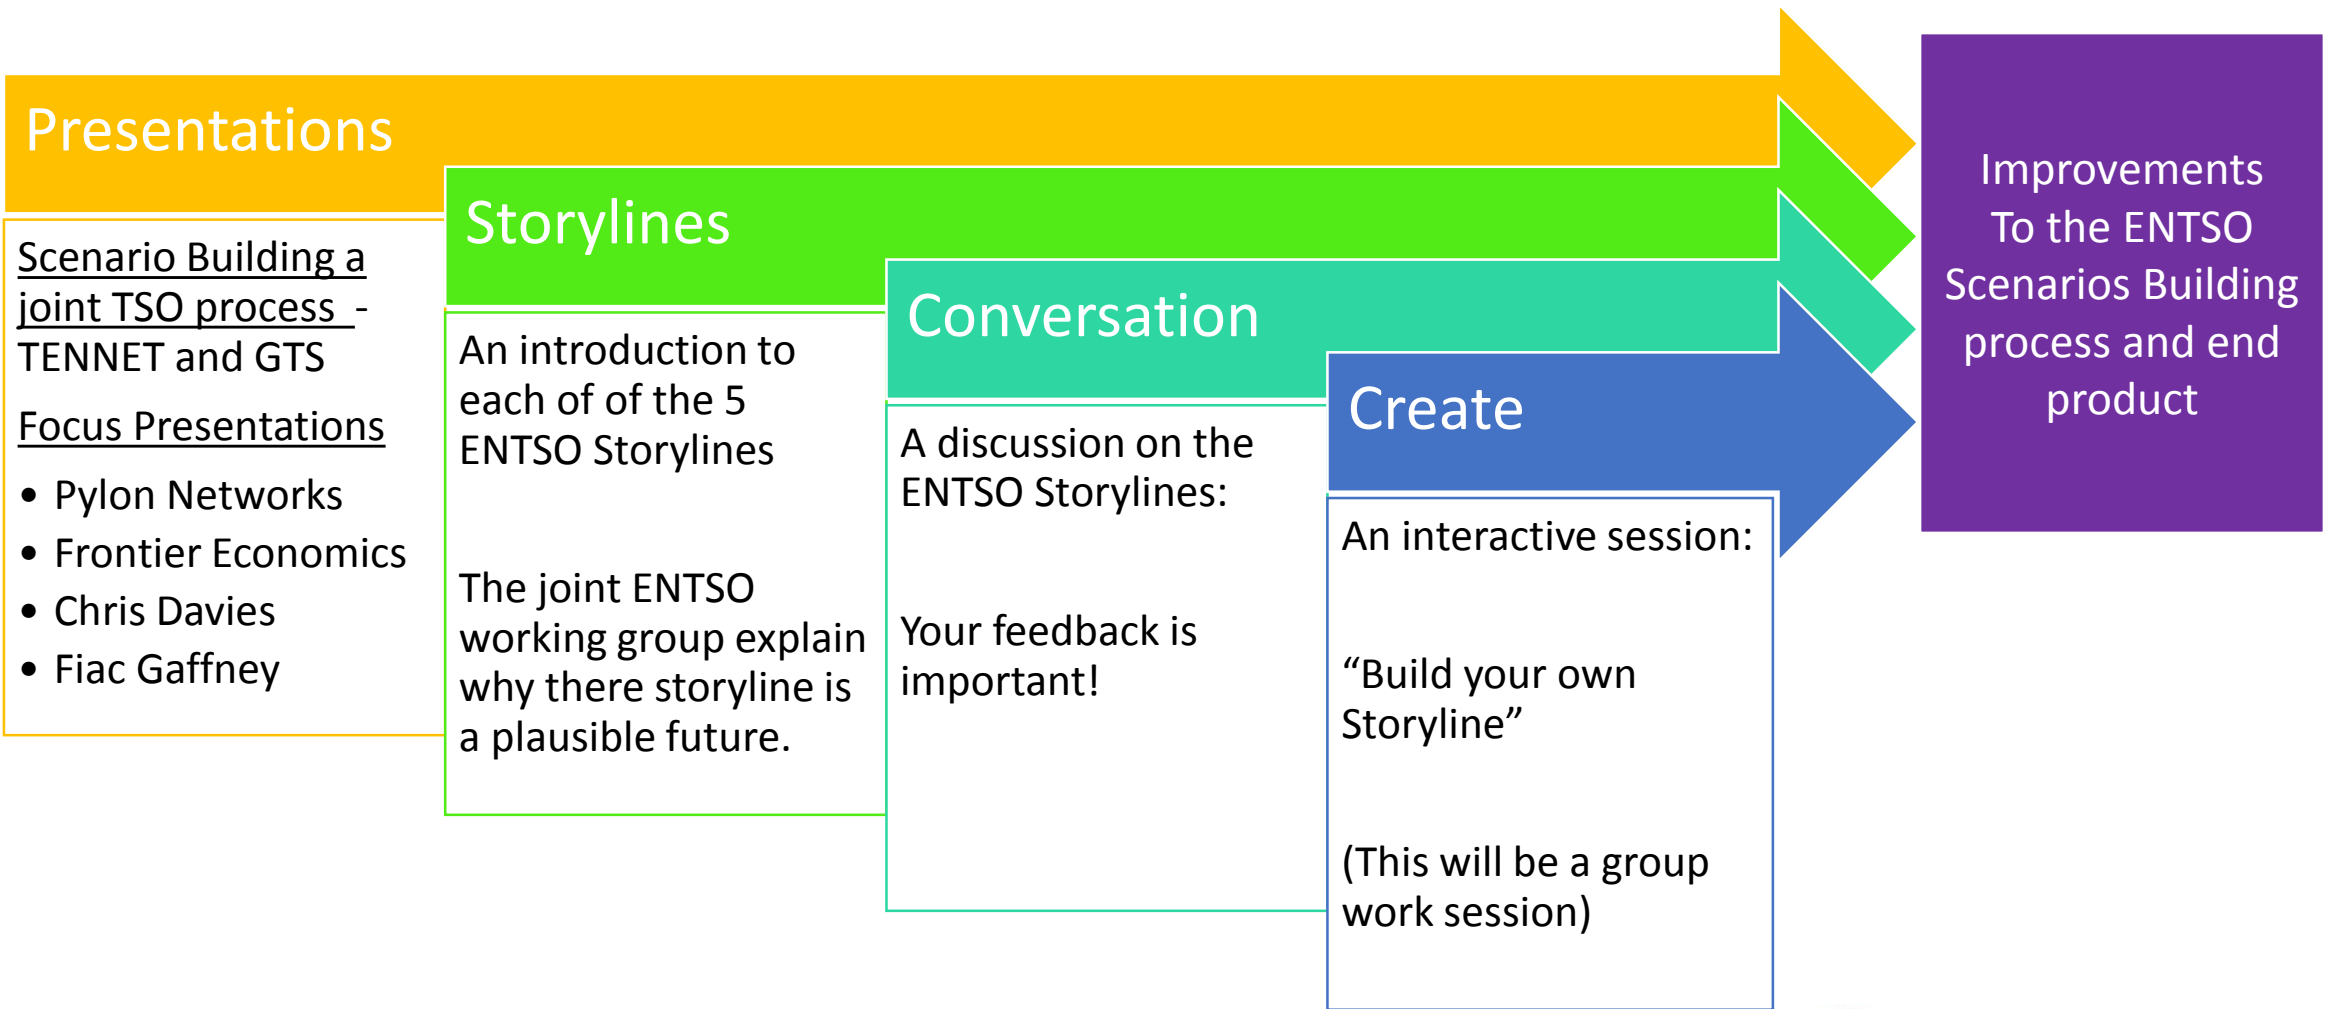 Presentations
Scenario Building a
joint TSO process  -
TENNET and GTS
Focus Presentations
• Pylon Networks
• Frontier Economics
• Chris Davies
• Fiac Gaffney
Storylines
An introduction to
each of of the 5
ENTSO Storylines
The joint ENTSO
working group explain
why there storyline is
a plausible future.
Conversation
A discussion on the
ENTSO Storylines:
Your feedback is
important!
Create
An interactive session:
“Build your own
Storyline”
(This will be a group
work session)
Improvements
To the ENTSO
Scenarios Building
process and end
product